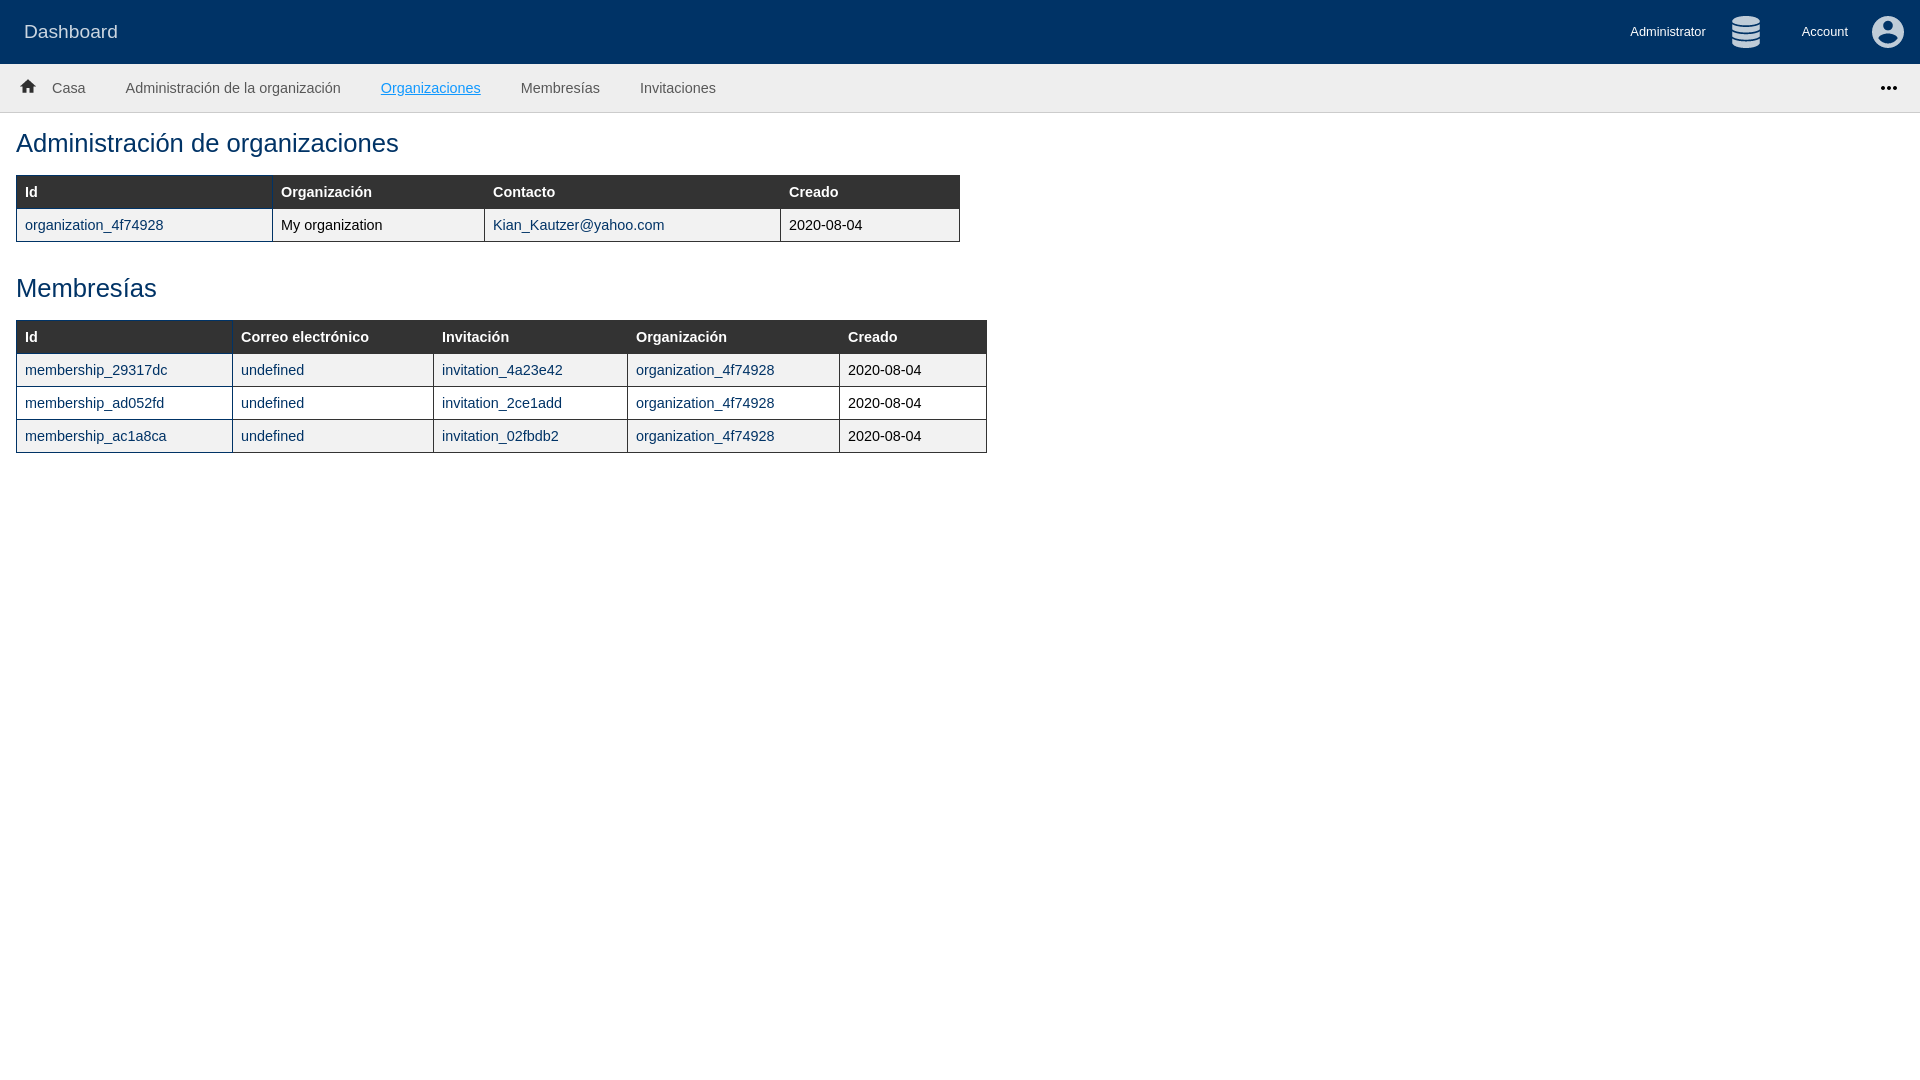 Dashboard
Administrator
Account
Casa
Administración de la organización
Organizaciones
Membresías
Invitaciones
Administración de organizaciones
Id Organización Contacto Creado
organization_4f74928 My organization Kian_Kautzer@yahoo.com 2020-08-04
Membresías
Id Correo electrónico Invitación Organización Creado
membership_29317dc undefined invitation_4a23e42 organization_4f74928 2020-08-04
membership_ad052fd undefined invitation_2ce1add organization_4f74928 2020-08-04
membership_ac1a8ca undefined invitation_02fbdb2 organization_4f74928 2020-08-04